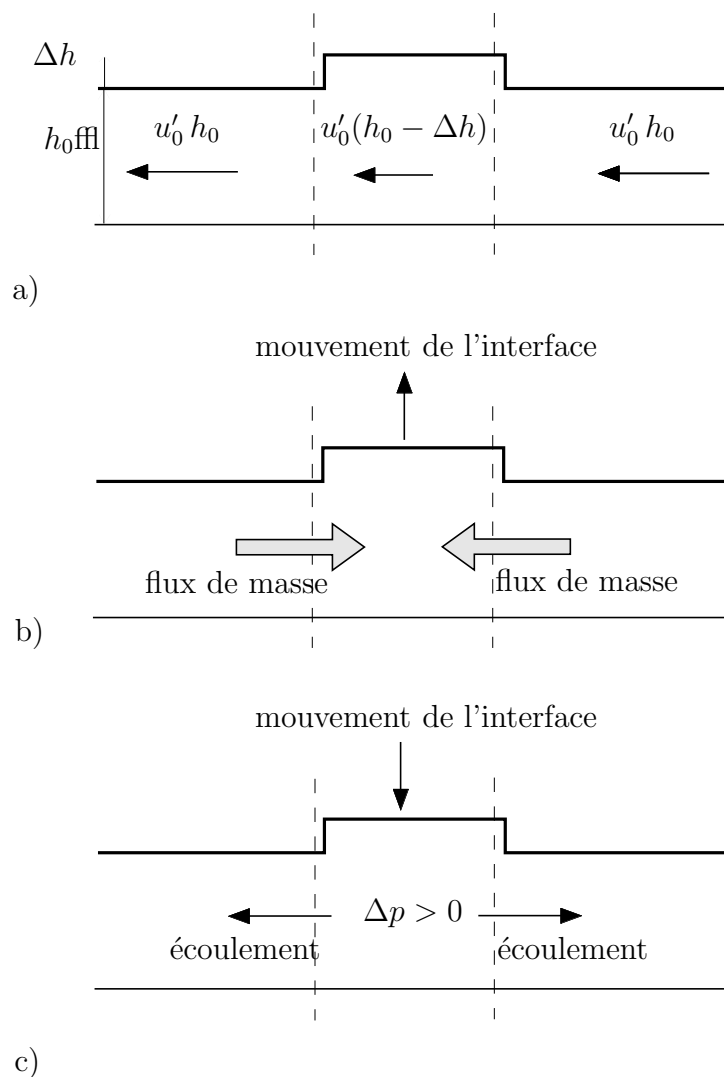 Δh
h₀ffl u′₀ h₀ u′₀(h₀ − Δh) u′₀ h₀
a)
mouvement de l'interface
flux de masse flux de masse
b)
mouvement de l'interface
Δp > 0
écoulement écoulement
c)